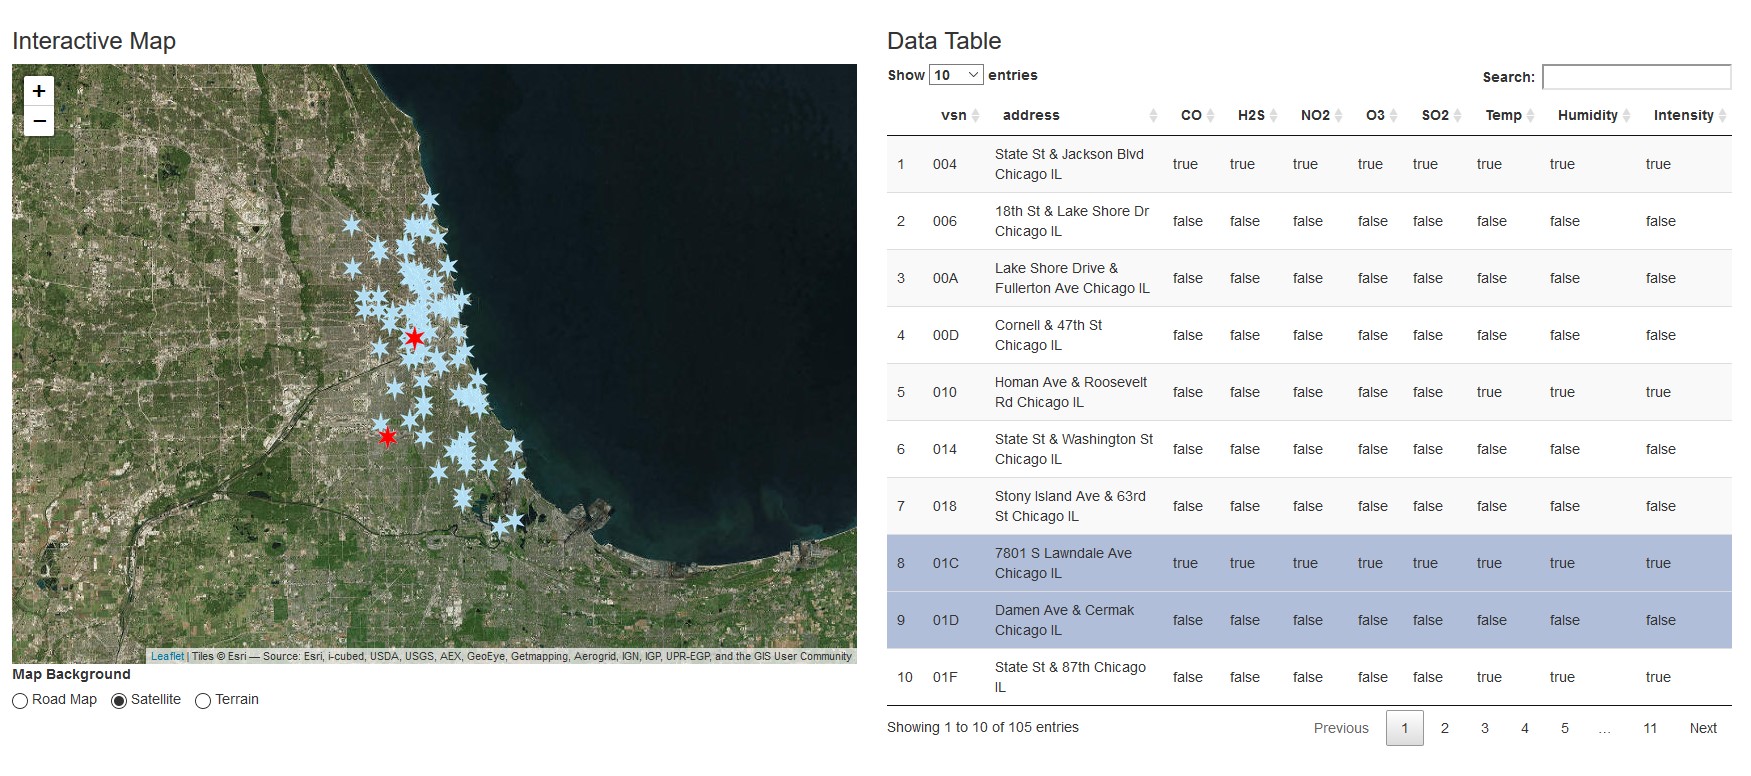 Interactive Map
+
−
Leaflet | Tiles © Esri — Source: Esri, i-cubed, USDA, USGS, AEX, GeoEye, Getmapping, Aerogrid, IGN, IGP, UPR-EGP, and the GIS User Community
Map Background
Road Map Satellite Terrain
Data Table
Show 10 entries Search:
vsn address CO H2S NO2 O3 SO2 Temp Humidity Intensity
1 004 State St & Jackson Blvd true true true true true true true true
Chicago IL
2 006 18th St & Lake Shore Dr false false false false false false false false
Chicago IL
3 00A Lake Shore Drive & false false false false false false false false
Fullerton Ave Chicago IL
4 00D Cornell & 47th St false false false false false false false false
Chicago IL
5 010 Homan Ave & Roosevelt false false false false false true true true
Rd Chicago IL
6 014 State St & Washington St false false false false false false false false
Chicago IL
7 018 Stony Island Ave & 63rd false false false false false false false false
St Chicago IL
8 01C 7801 S Lawndale Ave true true true true true true true true
Chicago IL
9 01D Damen Ave & Cermak false false false false false false false false
Chicago IL
10 01F State St & 87th Chicago false false false false false true true true
IL
Showing 1 to 10 of 105 entries Previous 1 2 3 4 5 … 11 Next